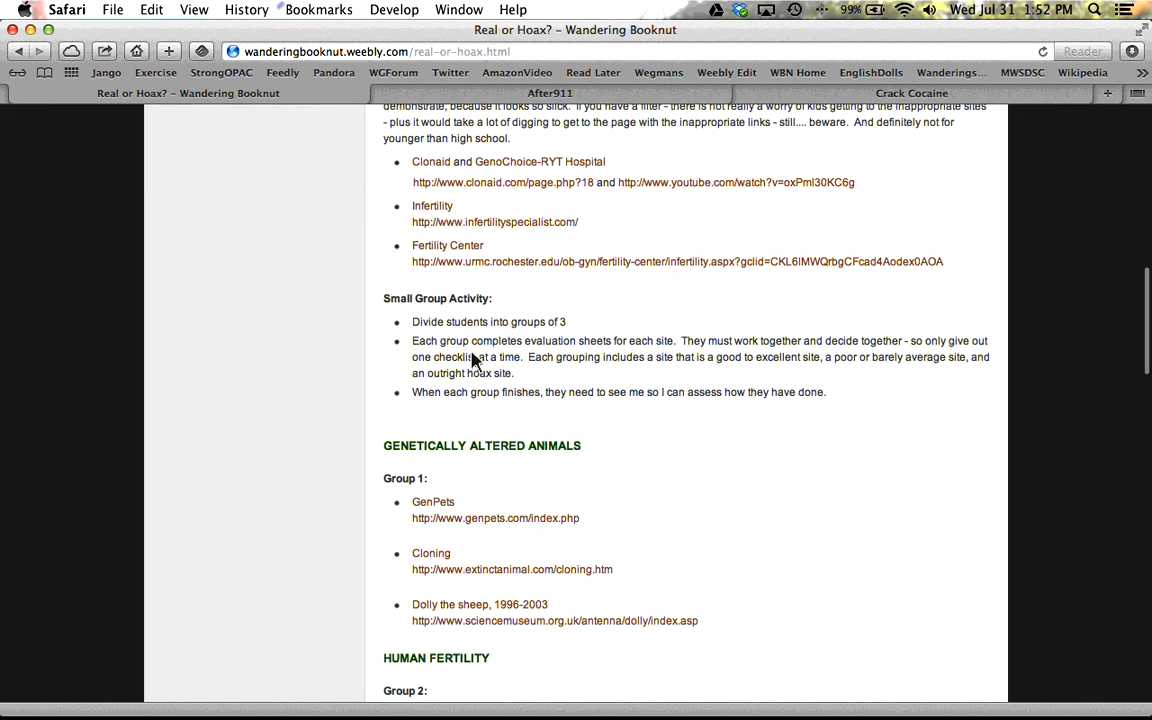 Safari File Edit View History Bookmarks Develop Window Help 99% Wed Jul 31 1:52 PM
Real or Hoax? – Wandering Booknut
wanderingbooknut.weebly.com/real-or-hoax.html Reader
Jango Exercise StrongOPAC Feedly Pandora WGForum Twitter AmazonVideo Read Later Wegmans Weebly Edit WBN Home EnglishDolls Wanderings... MWSDSC Wikipedia
Real or Hoax? – Wandering Booknut After911 Crack Cocaine
demonstrate, because it looks so slick. If you have a filter - there is not really a worry of kids getting to the inappropriate sites
- plus it would take a lot of digging to get to the page with the inappropriate links - still.... beware. And definitely not for
younger than high school.
Clonaid and GenoChoice-RYT Hospital
http://www.clonaid.com/page.php?18 and http://www.youtube.com/watch?v=oxPml30KC6g
Infertility
http://www.infertilityspecialist.com/
Fertility Center
http://www.urmc.rochester.edu/ob-gyn/fertility-center/infertility.aspx?gclid=CKL6lMWQrbgCFcad4Aodex0AOA
Small Group Activity:
Divide students into groups of 3
Each group completes evaluation sheets for each site. They must work together and decide together - so only give out
one checklist at a time. Each grouping includes a site that is a good to excellent site, a poor or barely average site, and
an outright hoax site.
When each group finishes, they need to see me so I can assess how they have done.
GENETICALLY ALTERED ANIMALS
Group 1:
GenPets
http://www.genpets.com/index.php
Cloning
http://www.extinctanimal.com/cloning.htm
Dolly the sheep, 1996-2003
http://www.sciencemuseum.org.uk/antenna/dolly/index.asp
HUMAN FERTILITY
Group 2: